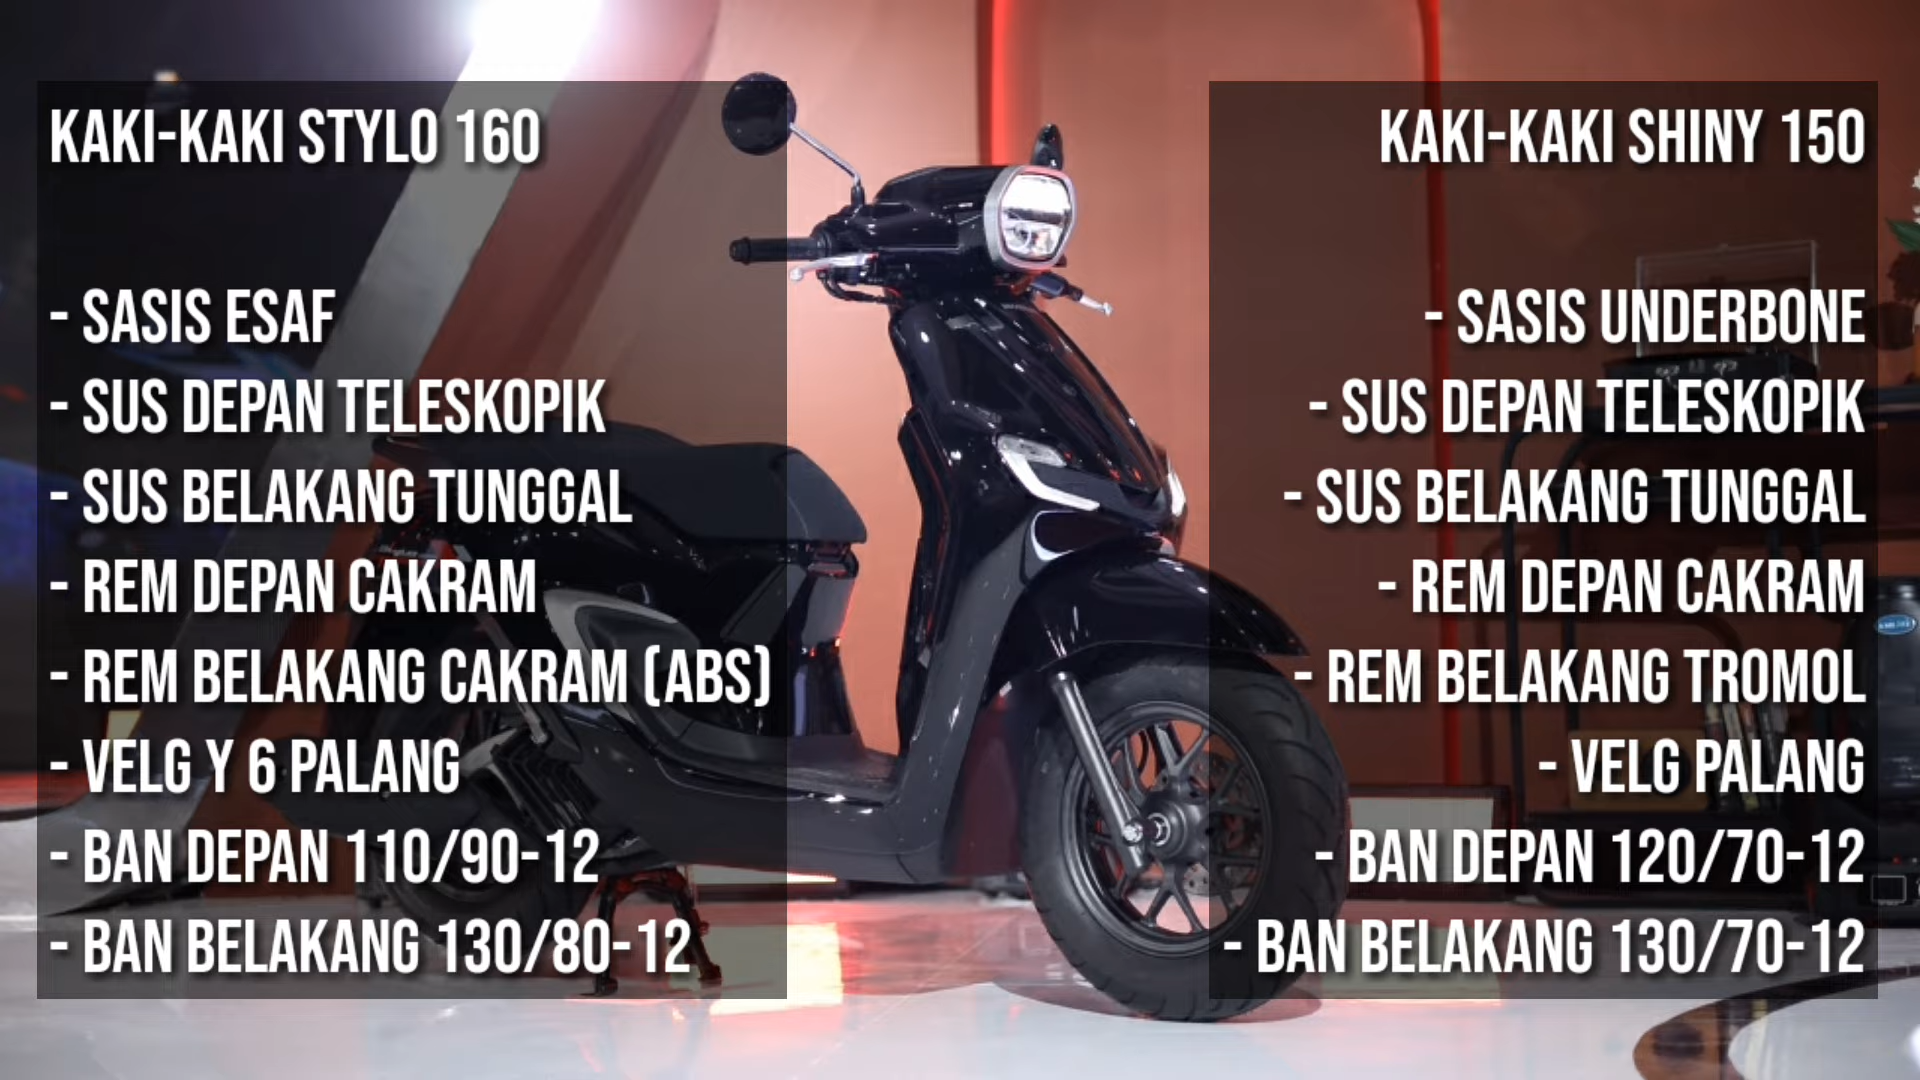 KAKI-KAKI STYLO 160
- SASIS ESAF
- SUS DEPAN TELESKOPIK
- SUS BELAKANG TUNGGAL
- REM DEPAN CAKRAM
- REM BELAKANG CAKRAM (ABS)
- VELG Y 6 PALANG
- BAN DEPAN 110/90-12
- BAN BELAKANG 130/80-12
KAKI-KAKI SHINY 150
- SASIS UNDERBONE
- SUS DEPAN TELESKOPIK
- SUS BELAKANG TUNGGAL
- REM DEPAN CAKRAM
- REM BELAKANG TROMOL
- VELG PALANG
- BAN DEPAN 120/70-12
- BAN BELAKANG 130/70-12